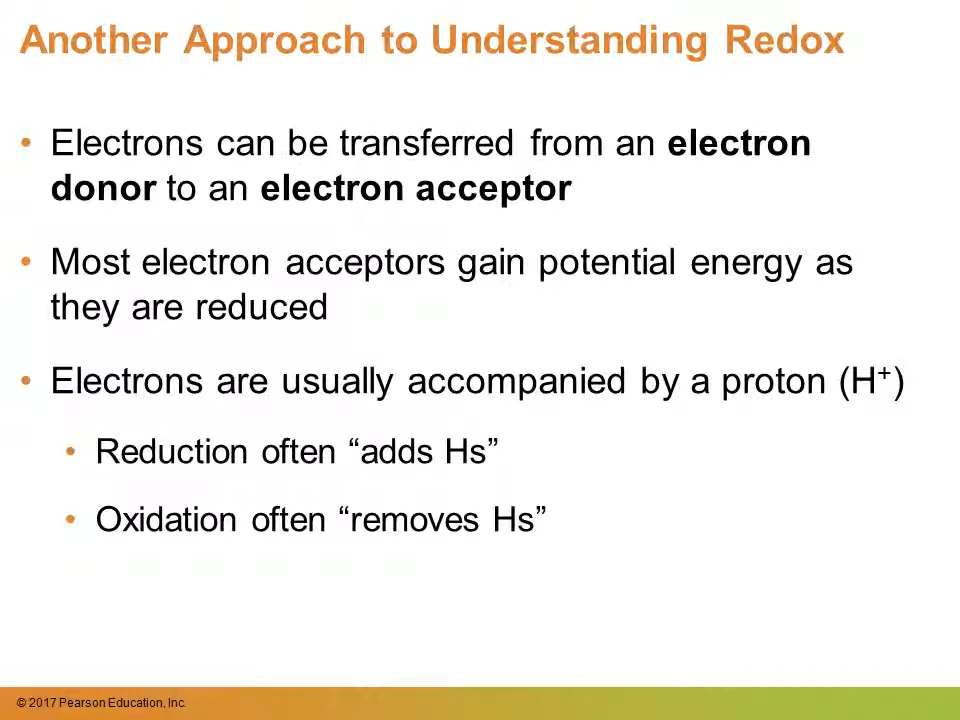 Another Approach to Understanding Redox
• Electrons can be transferred from an electron
donor to an electron acceptor
• Most electron acceptors gain potential energy as
they are reduced
• Electrons are usually accompanied by a proton (H⁺)
• Reduction often “adds Hs”
• Oxidation often “removes Hs”
© 2017 Pearson Education, Inc.